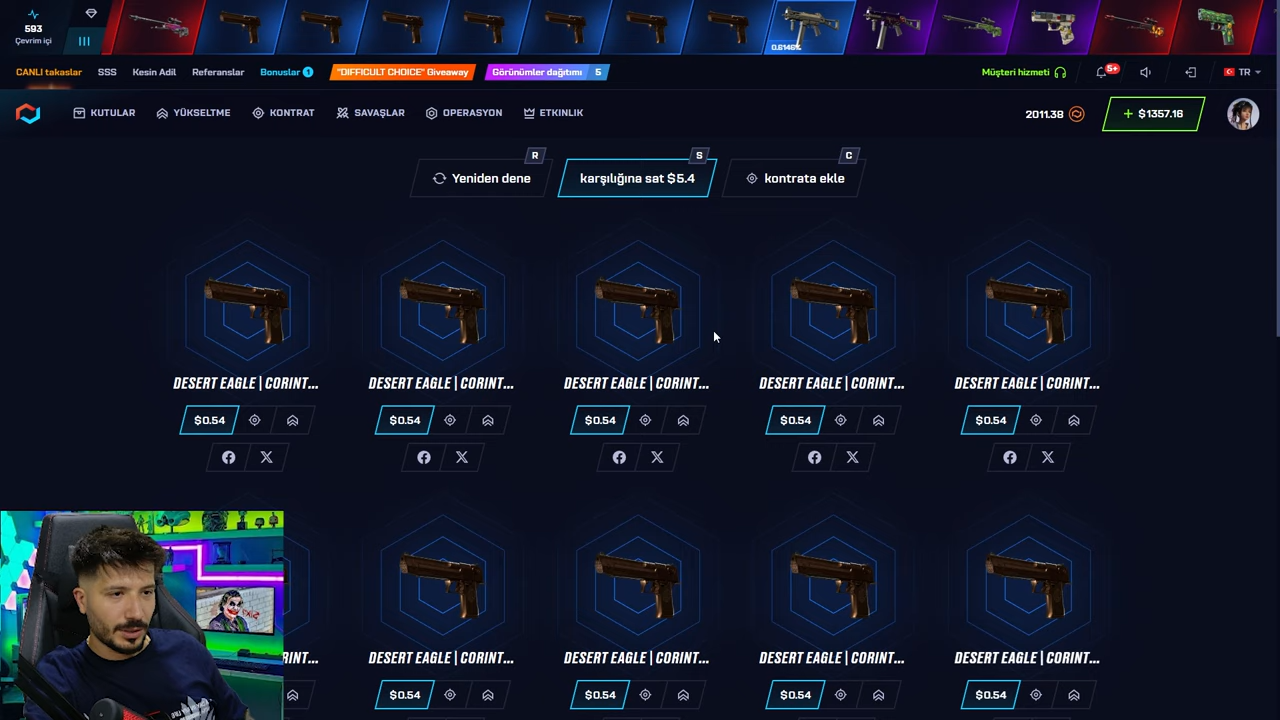 593
Çevrim içi
0.6146%
CANLI takaslar SSS Kesin Adil Referanslar Bonuslar 1 "DIFFICULT CHOICE" Giveaway Görünümler dağıtımı 5 Müşteri hizmeti 5+ TR
KUTULAR YÜKSELTME KONTRAT SAVAŞLAR OPERASYON ETKINLIK 2011.38 + $1357.16
R S C
Yeniden dene karşılığına sat $5.4 kontrata ekle
DESERT EAGLE | CORINT... DESERT EAGLE | CORINT... DESERT EAGLE | CORINT... DESERT EAGLE | CORINT... DESERT EAGLE | CORINT...
$0.54 $0.54 $0.54 $0.54 $0.54
RINT... DESERT EAGLE | CORINT... DESERT EAGLE | CORINT... DESERT EAGLE | CORINT... DESERT EAGLE | CORINT...
$0.54 $0.54 $0.54 $0.54